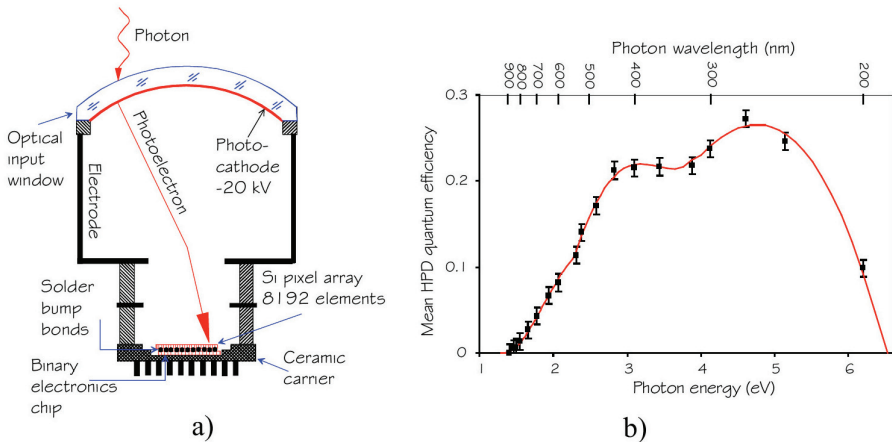 Photon
Optical
input
window
Electrode
Photoelectron
Photo-
cathode
-20 kV
Solder
bump
bonds
Si pixel array
8192 elements
Binary
electronics
chip
Ceramic
carrier
a)
Photon wavelength (nm)
900
800
700
600
500
400
300
200
Mean HPD quantum efficiency
0.3
0.2
0.1
0
1
2
3
4
5
6
Photon energy (eV)
b)